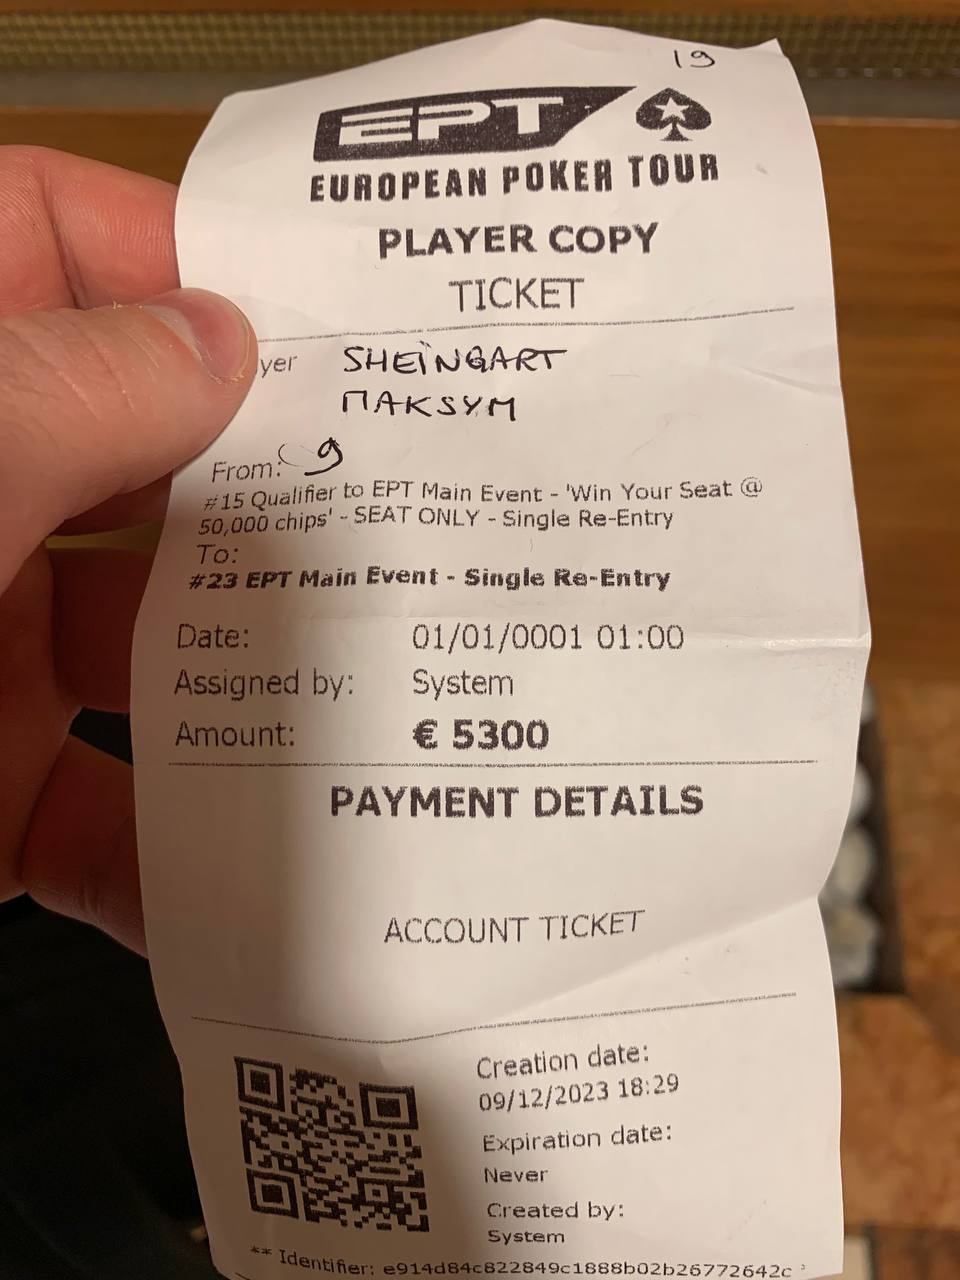 19
EPT
EUROPEAN POKER TOUR
PLAYER COPY
TICKET
yer SHEINGART
MAKSYM
From: 9
#15 Qualifier to EPT Main Event - 'Win Your Seat @
50,000 chips' - SEAT ONLY - Single Re-Entry
To:
#23 EPT Main Event - Single Re-Entry
Date: 01/01/0001 01:00
Assigned by: System
Amount: € 5300
PAYMENT DETAILS
ACCOUNT TICKET
Creation date:
09/12/2023 18:29
Expiration date:
Never
Created by:
System
** Identifier: e914d84c822849c1888b02b26772642c